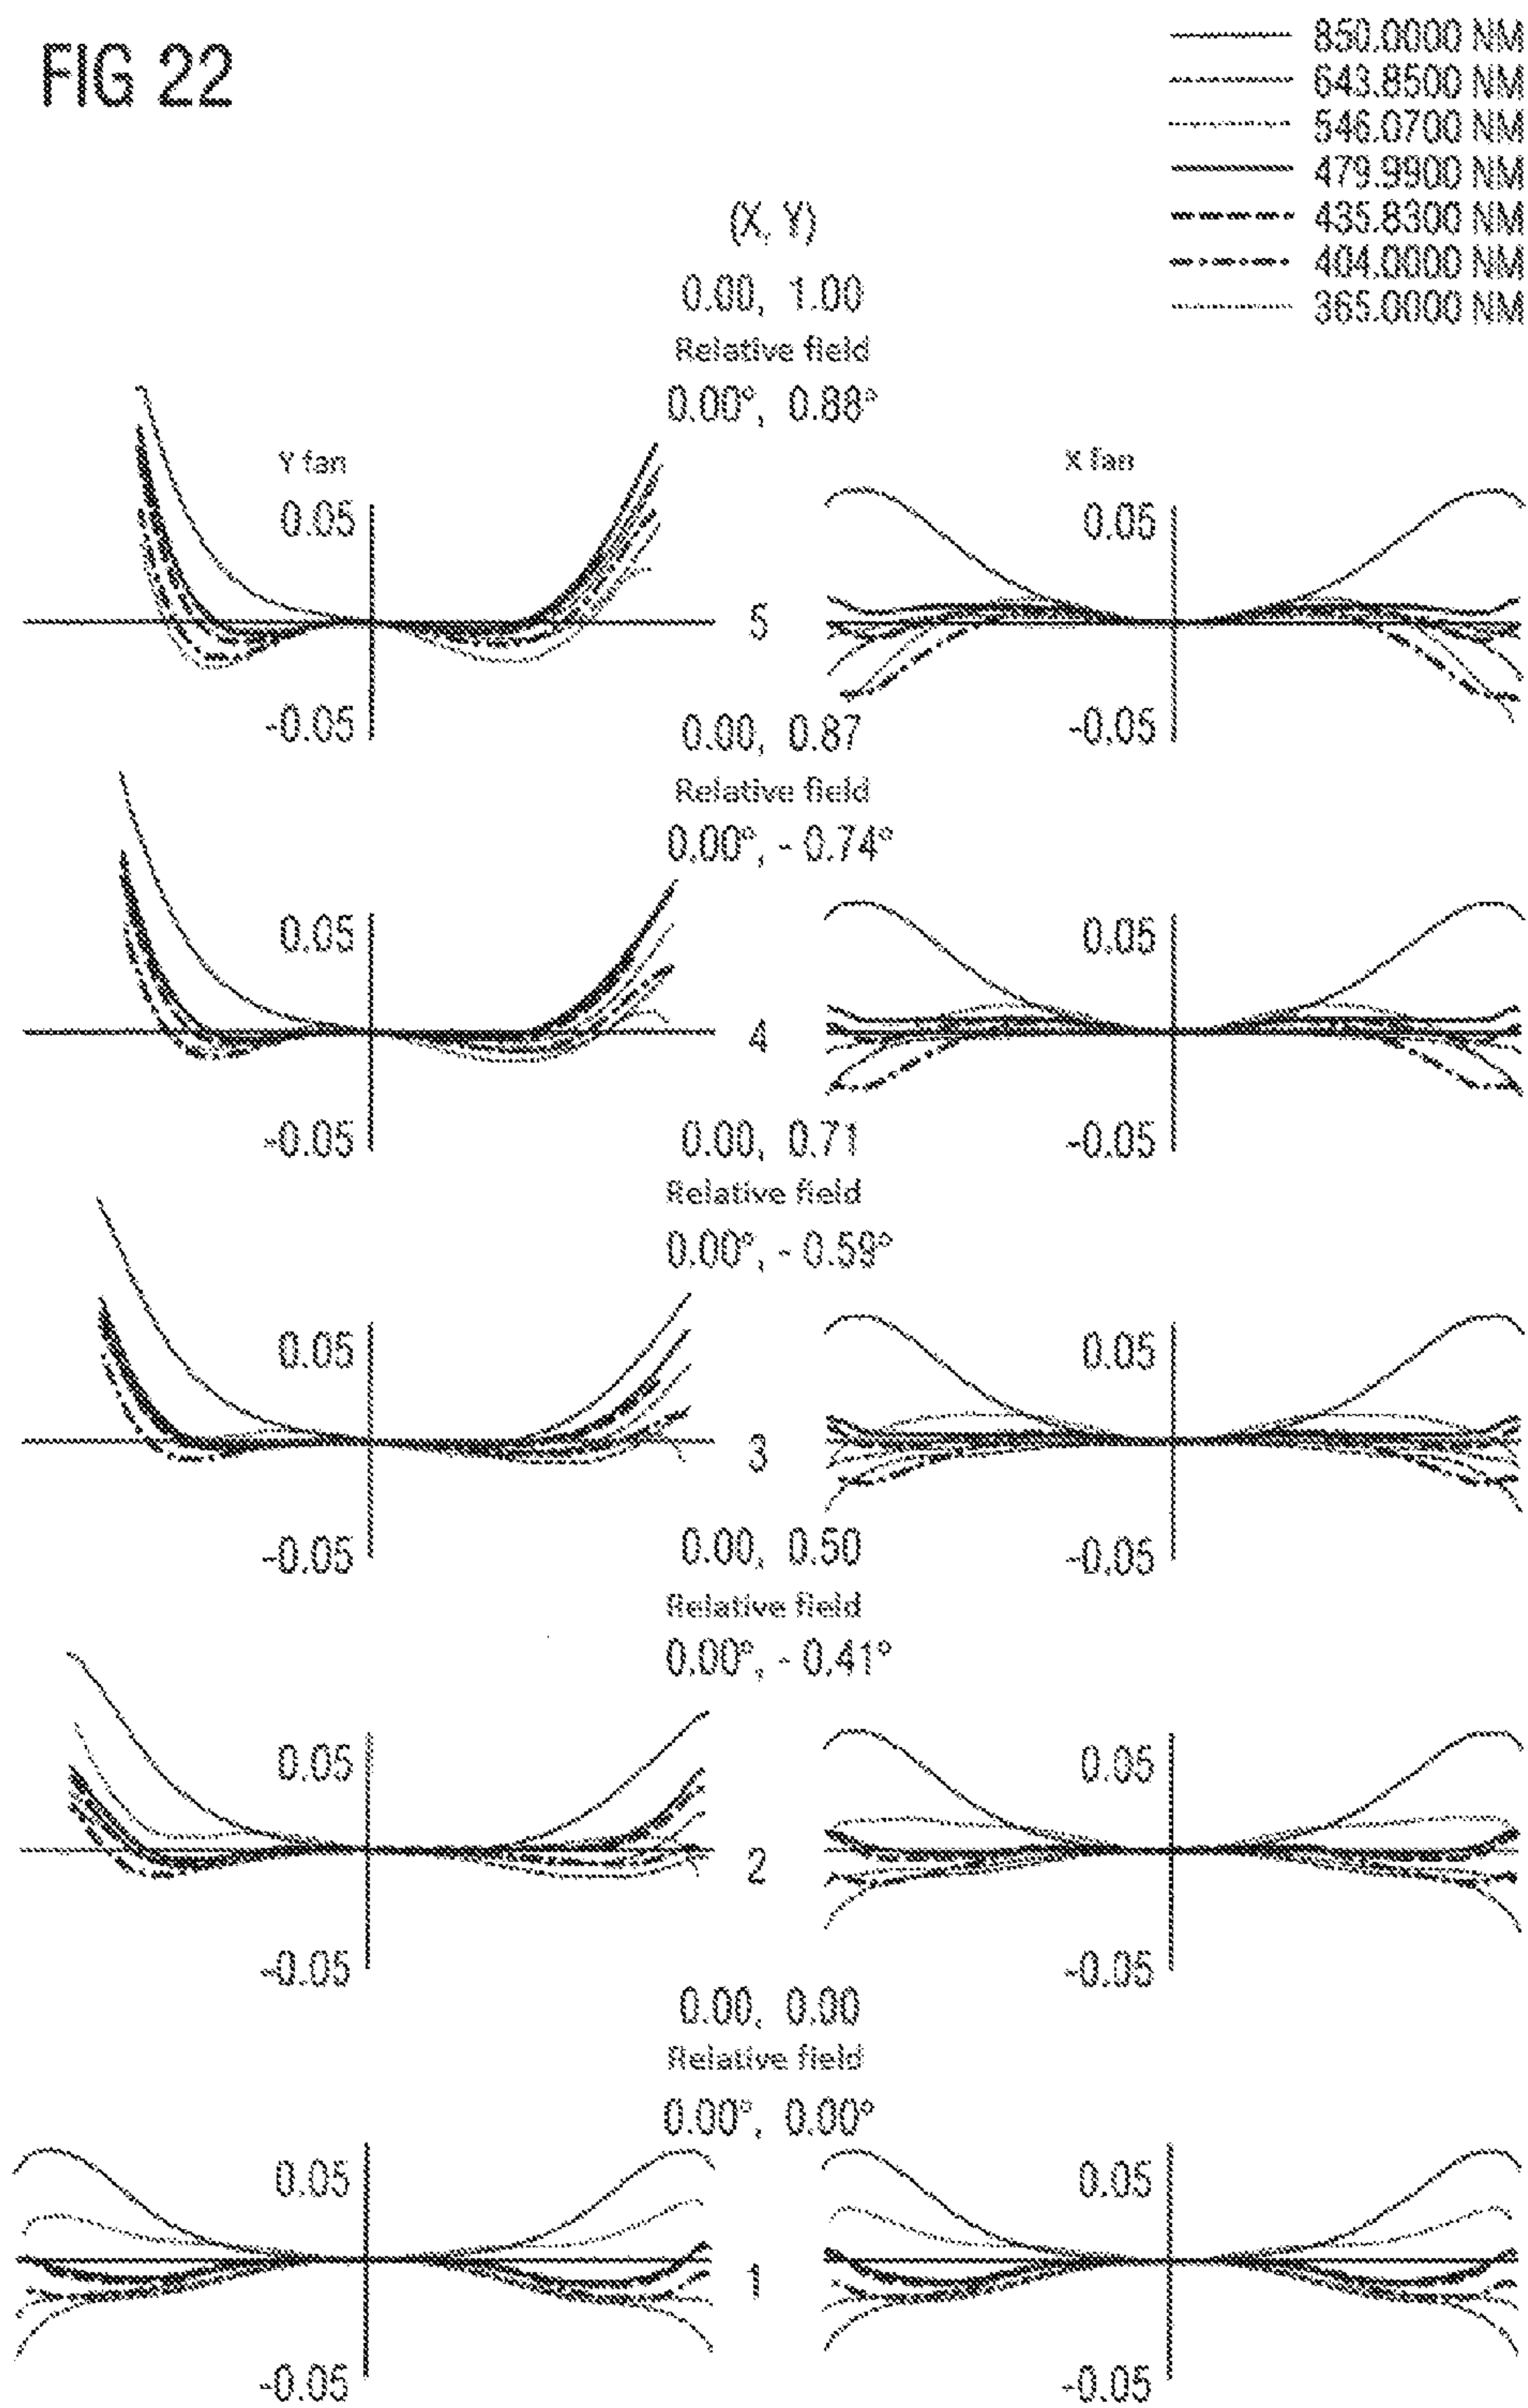 FIG 22
850.0000 NM
643.8500 NM
546.0700 NM
479.9900 NM
435.8300 NM
404.0000 NM
365.0000 NM
(X, Y)
0.00, 1.00
Relative field
0.00°, 0.88°
Y fan
X fan
0.05
0.05
5
-0.05
-0.05
0.00, 0.87
Relative field
0.00°, - 0.74°
0.05
0.05
4
-0.05
-0.05
0.00, 0.71
Relative field
0.00°, - 0.59°
0.05
0.05
3
-0.05
-0.05
0.00, 0.50
Relative field
0.00°, - 0.41°
0.05
0.05
2
-0.05
-0.05
0.00, 0.00
Relative field
0.00°, 0.00°
0.05
0.05
1
-0.05
-0.05